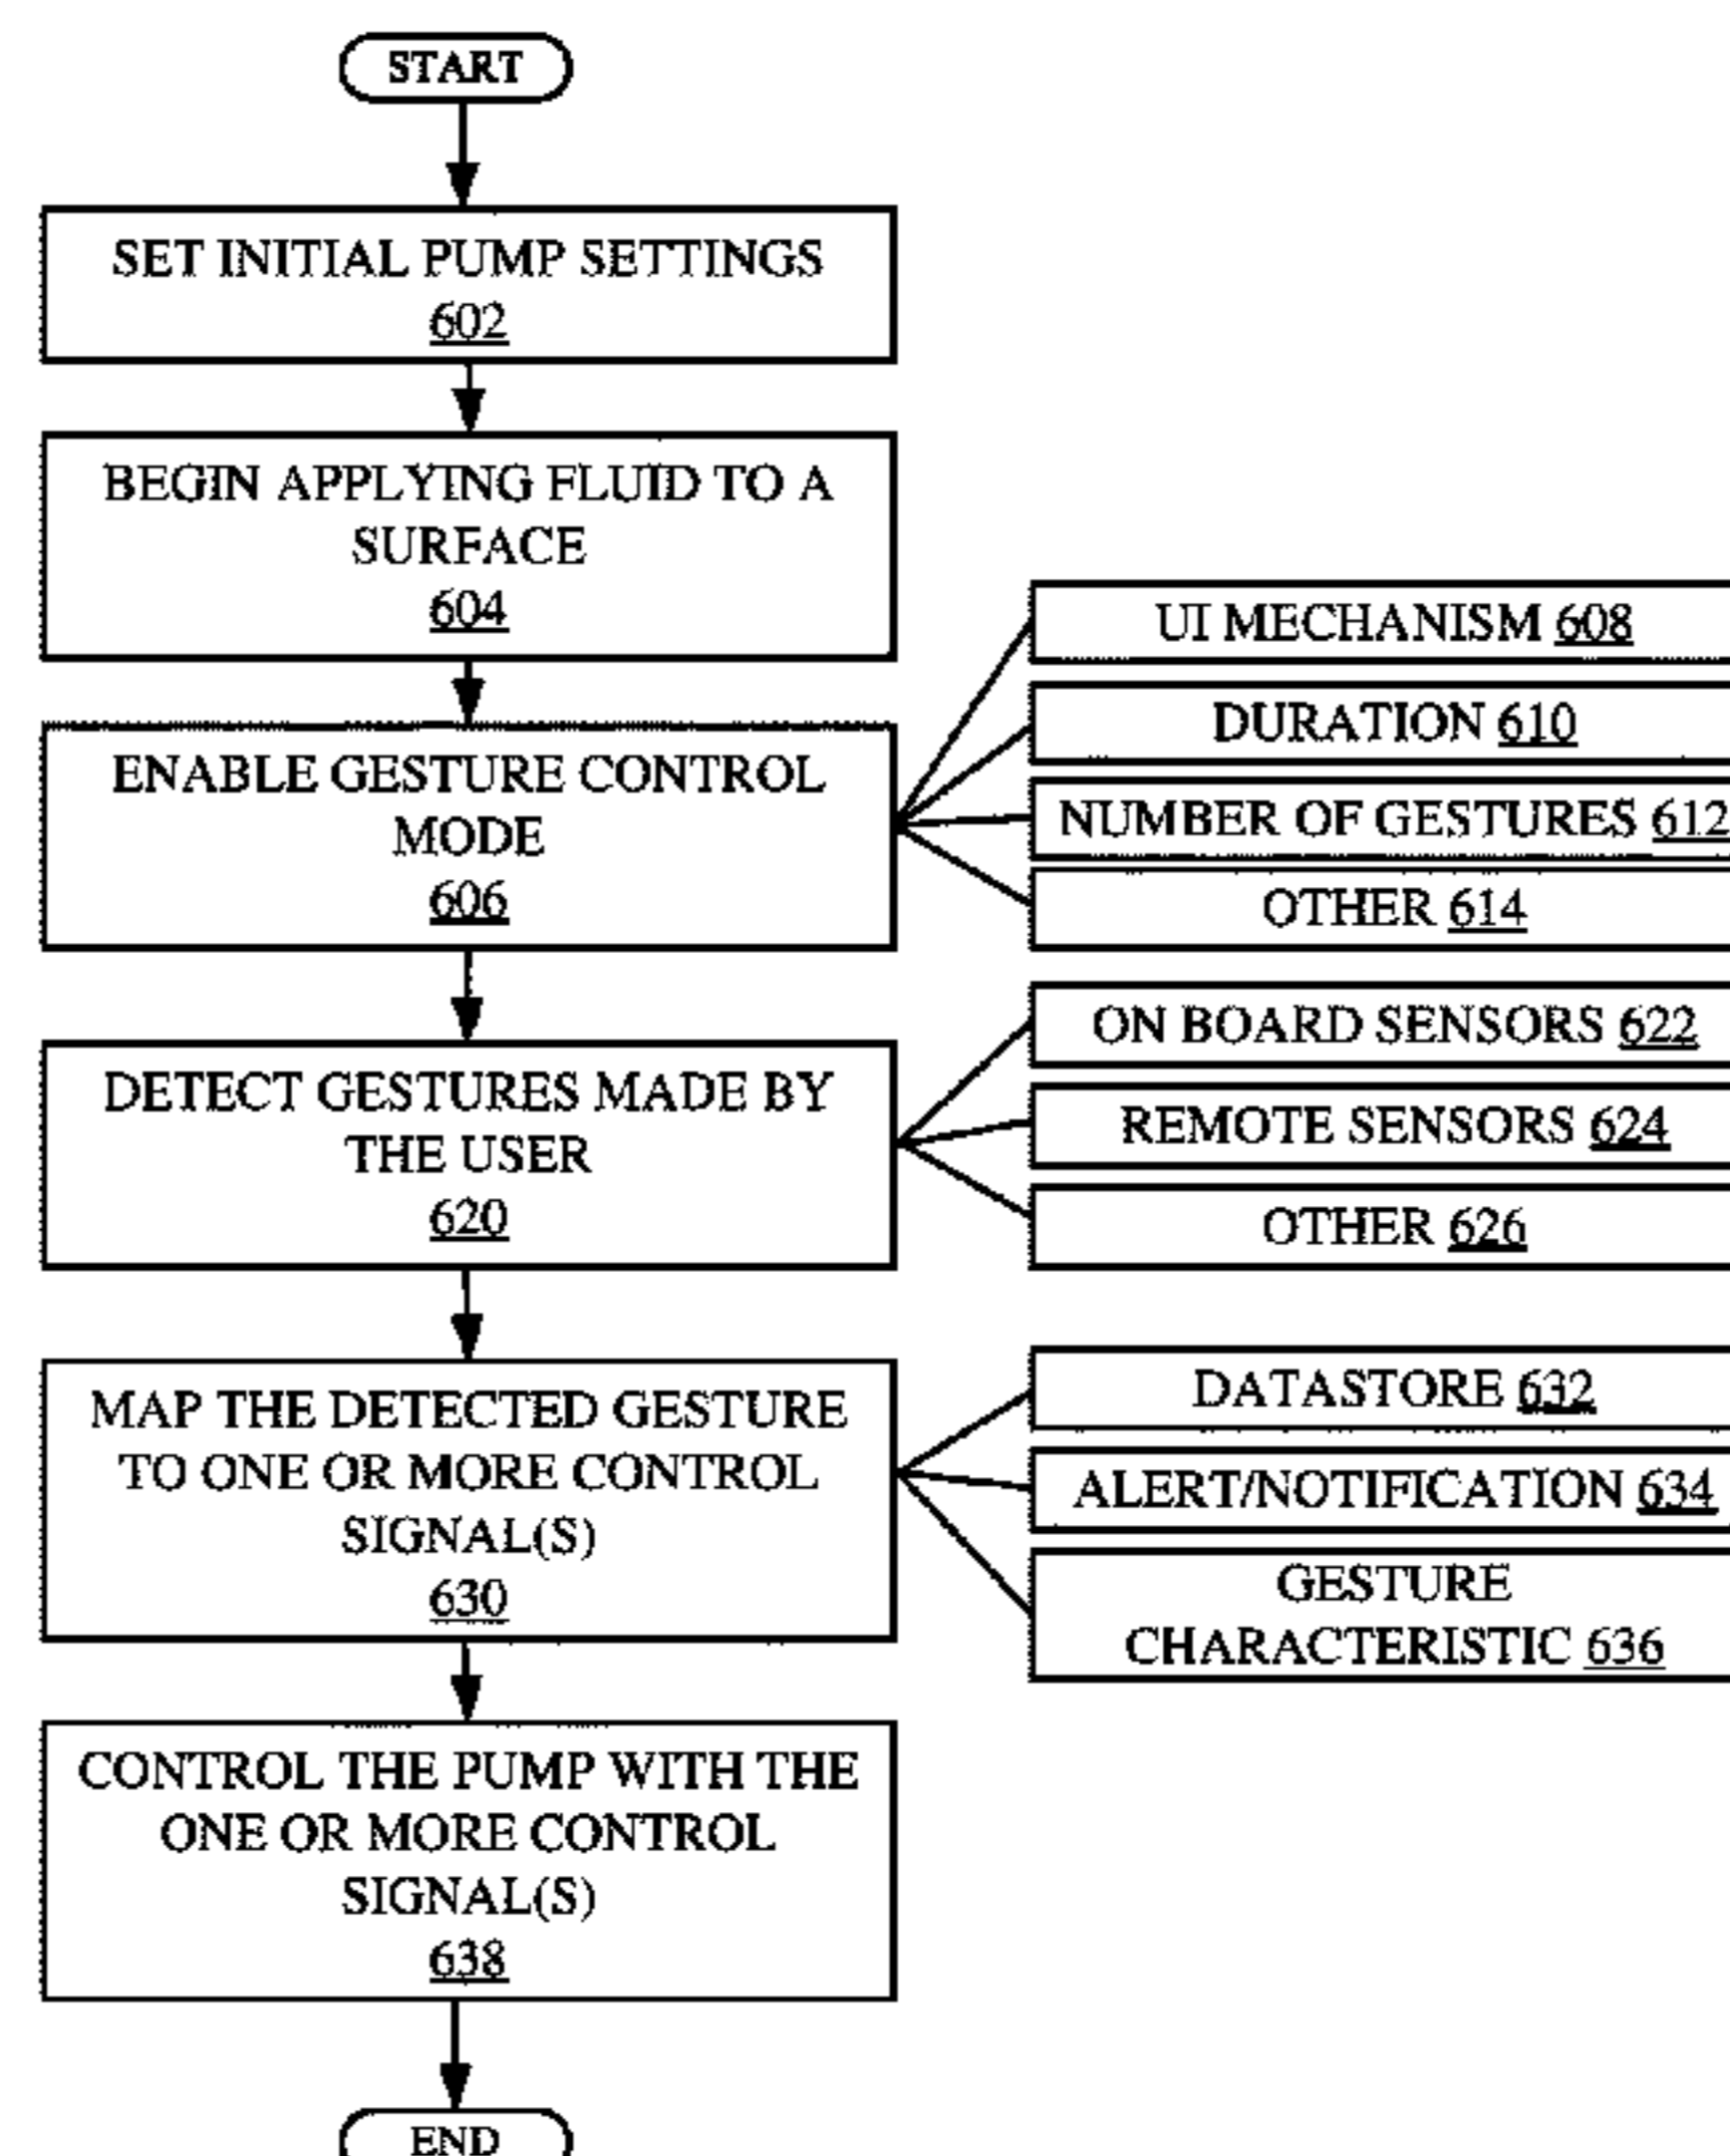 START
SET INITIAL PUMP SETTINGS
602
BEGIN APPLYING FLUID TO A
SURFACE
604
ENABLE GESTURE CONTROL
MODE
606
UI MECHANISM 608
DURATION 610
NUMBER OF GESTURES 612
OTHER 614
DETECT GESTURES MADE BY
THE USER
620
ON BOARD SENSORS 622
REMOTE SENSORS 624
OTHER 626
MAP THE DETECTED GESTURE
TO ONE OR MORE CONTROL
SIGNAL(S)
630
DATASTORE 632
ALERT/NOTIFICATION 634
GESTURE
CHARACTERISTIC 636
CONTROL THE PUMP WITH THE
ONE OR MORE CONTROL
SIGNAL(S)
638
END